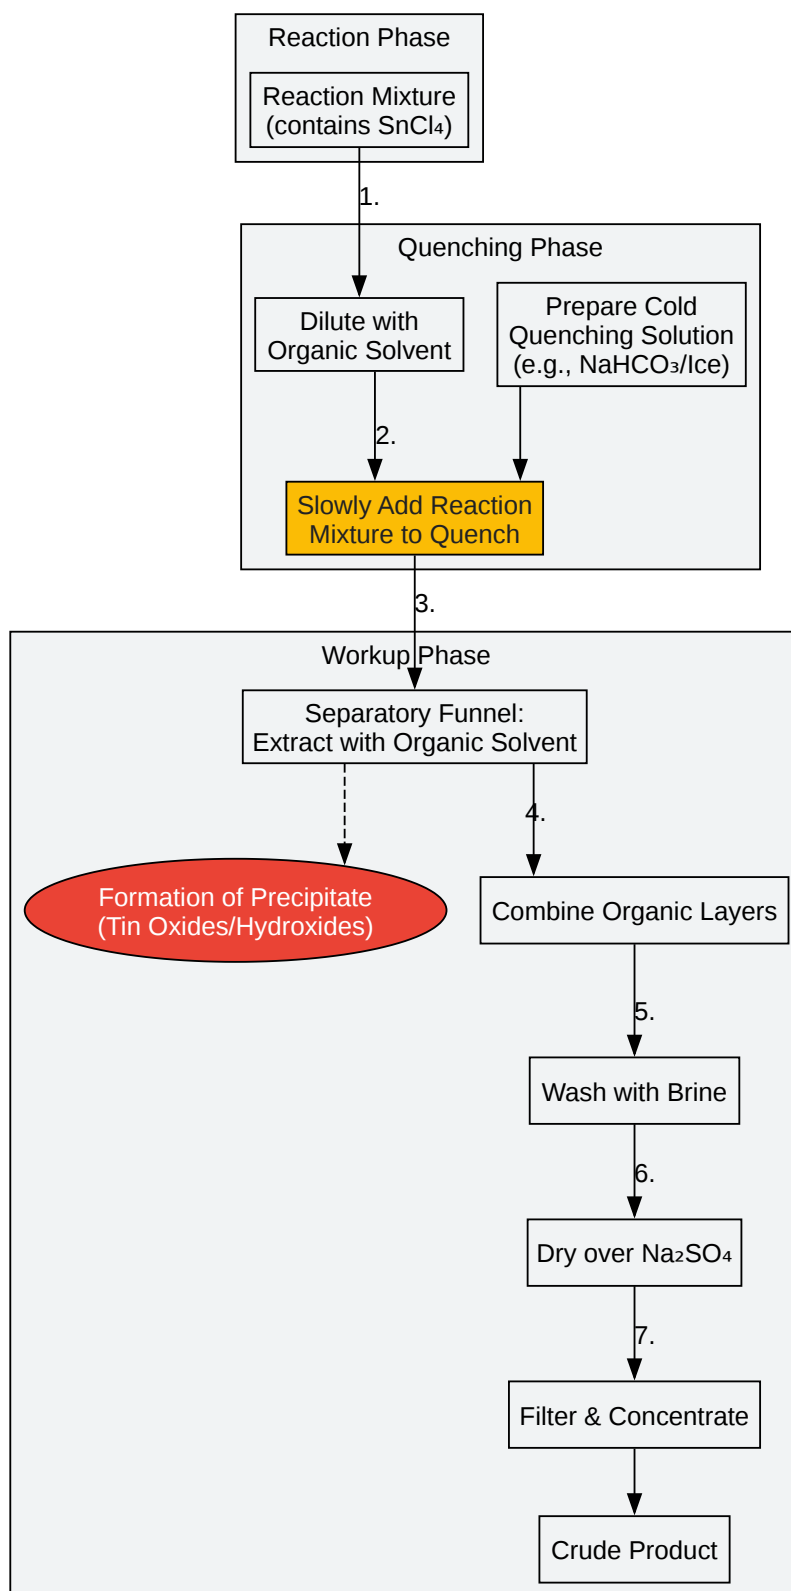 Reaction Phase
Reaction Mixture
(contains SnCl₄)
1.
Quenching Phase
Dilute with
Organic Solvent
Prepare Cold
Quenching Solution
(e.g., NaHCO₃/Ice)
2.
Slowly Add Reaction
Mixture to Quench
3.
Workup Phase
Separatory Funnel:
Extract with Organic Solvent
4.
Formation of Precipitate
(Tin Oxides/Hydroxides)
Combine Organic Layers
5.
Wash with Brine
6.
Dry over Na₂SO₄
7.
Filter & Concentrate
Crude Product